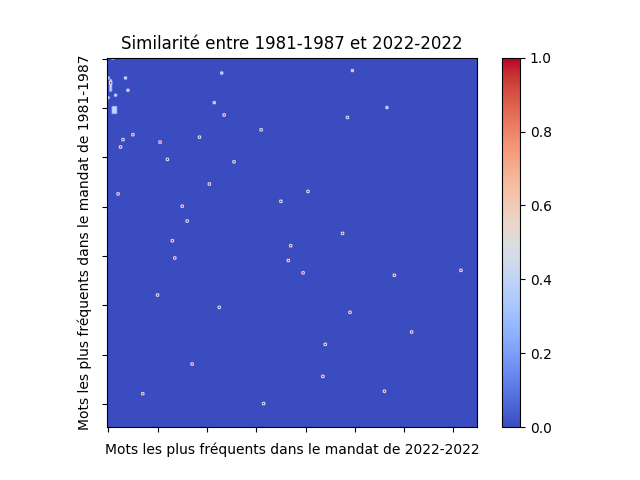 Similarité entre 1981-1987 et 2022-2022
Mots les plus fréquents dans le mandat de 1981-1987
1.0
0.8
0.6
0.4
0.2
0.0
Mots les plus fréquents dans le mandat de 2022-2022